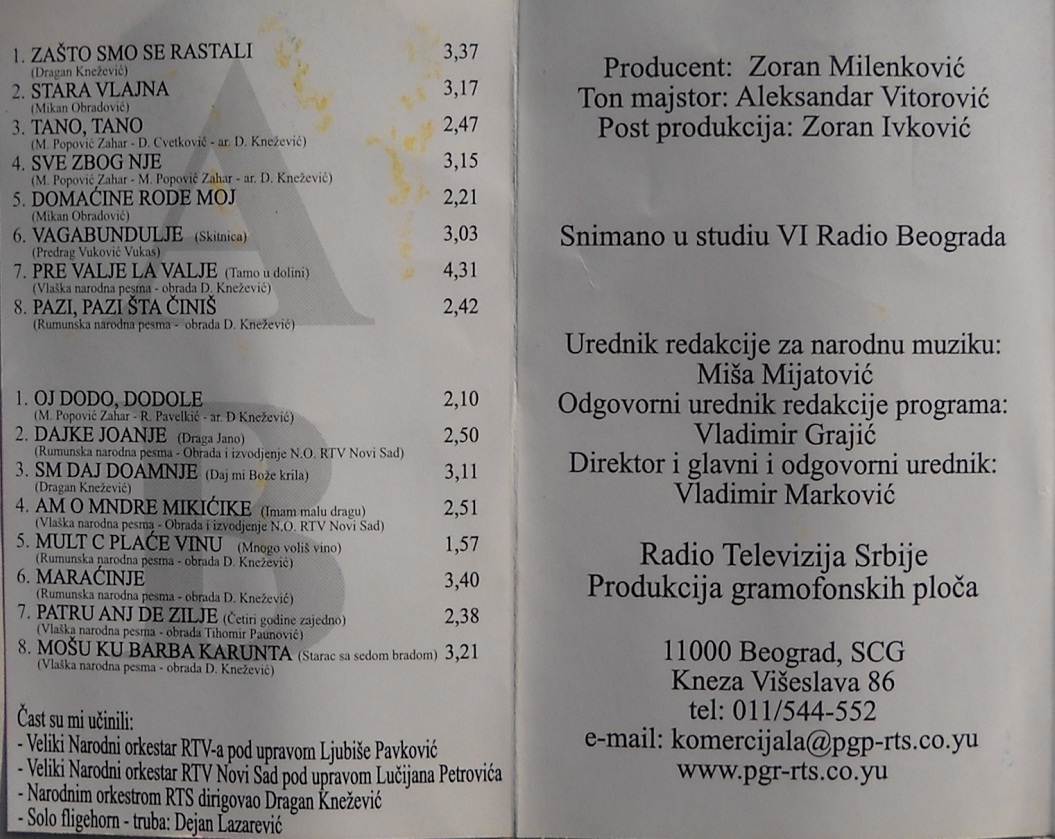 1. ZAŠTO SMO SE RASTALI 3,37
(Dragan Knežević)
2. STARA VLAJNA 3,17
(Mikan Obradović)
3. TANO, TANO 2,47
(M. Popović Zahar - D. Cvetković - ar. D. Knežević)
4. SVE ZBOG NJE 3,15
(M. Popović Zahar - M. Popović Zahar - ar. D. Knežević)
5. DOMAĆINE RODE MOJ 2,21
(Mikan Obradović)
6. VAGABUNDULJE (Skitnica) 3,03
(Predrag Vuković Vukas)
7. PRE VALJE LA VALJE (Tamo u dolini) 4,31
(Vlaška narodna pesma - obrada D. Knežević)
8. PAZI, PAZI ŠTA ČINIŠ 2,42
(Rumunska narodna pesma - obrada D. Knežević)
A
1. OJ DODO, DODOLE 2,10
(M. Popović Zahar - R. Pavelkić - ar. D Knežević)
2. DAJKE JOANJE (Draga Jano) 2,50
(Rumunska narodna pesma - Obrada i izvodjenje N.O. RTV Novi Sad)
3. SM DAJ DOAMNJE (Daj mi Bože krila) 3,11
(Dragan Knežević)
4. AM O MNDRE MIKIĆIKE (Imam malu dragu) 2,51
(Vlaška narodna pesma - Obrada i izvodjenje N.O. RTV Novi Sad)
5. MULT C PLAĆE VINU (Mnogo voliš vino) 1,57
(Rumunska narodna pesma - obrada D. Knežević)
6. MARAĆINJE 3,40
(Rumunska narodna pesma - obrada D. Knežević)
7. PATRU ANJ DE ZILJE (Četiri godine zajedno) 2,38
(Vlaška narodna pesma - obrada Tihomir Paunović)
8. MOŠU KU BARBA KARUNTA (Starac sa sedom bradom) 3,21
(Vlaška narodna pesma - obrada D. Knežević)
B
Čast su mi učinili:
- Veliki Narodni orkestar RTV-a pod upravom Ljubiše Pavković
- Veliki Narodni orkestar RTV Novi Sad pod upravom Lučijana Petrovića
- Narodnim orkestrom RTS dirigovao Dragan Knežević
- Solo fligehorn - truba: Dejan Lazarević
Producent: Zoran Milenković
Ton majstor: Aleksandar Vitorović
Post produkcija: Zoran Ivković
Snimano u studiu VI Radio Beograda
Urednik redakcije za narodnu muziku:
Miša Mijatović
Odgovorni urednik redakcije programa:
Vladimir Grajić
Direktor i glavni i odgovorni urednik:
Vladimir Marković
Radio Televizija Srbije
Produkcija gramofonskih ploča
11000 Beograd, SCG
Kneza Višeslava 86
tel: 011/544-552
e-mail: komercijala@pgp-rts.co.yu
www.pgr-rts.co.yu